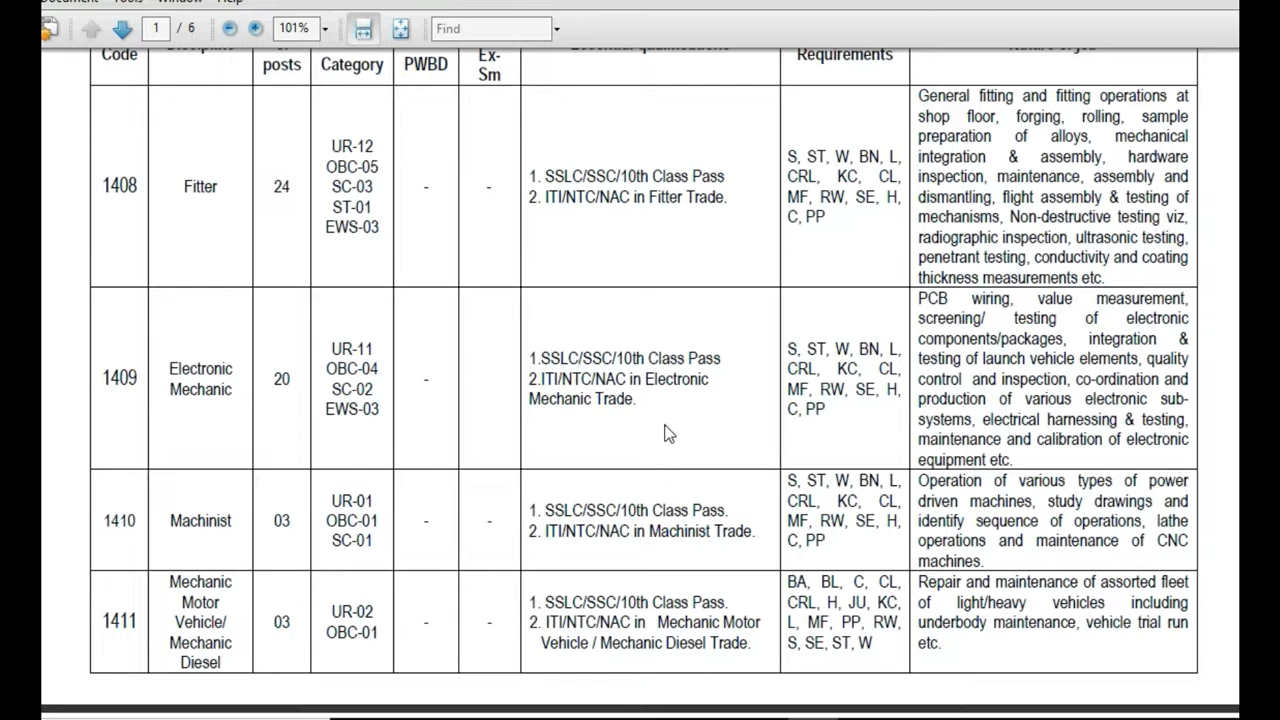 Document Tools Window Help
1 / 6 101% Find
Code
posts
Category
PWBD
Ex-
Sm
Requirements
1408
Fitter
24
UR-12
OBC-05
SC-03
ST-01
EWS-03
-
-
1. SSLC/SSC/10th Class Pass
2. ITI/NTC/NAC in Fitter Trade.
S, ST, W, BN, L,
CRL, KC, CL,
MF, RW, SE, H,
C, PP
General fitting and fitting operations at
shop floor, forging, rolling, sample
preparation of alloys, mechanical
integration & assembly, hardware
inspection, maintenance, assembly and
dismantling, flight assembly & testing of
mechanisms, Non-destructive testing viz,
radiographic inspection, ultrasonic testing,
penetrant testing, conductivity and coating
thickness measurements etc.
1409
Electronic
Mechanic
20
UR-11
OBC-04
SC-02
EWS-03
-
1.SSLC/SSC/10th Class Pass
2.ITI/NTC/NAC in Electronic
Mechanic Trade.
S, ST, W, BN, L,
CRL, KC, CL,
MF, RW, SE, H,
C, PP
PCB wiring, value measurement,
screening/ testing of electronic
components/packages, integration &
testing of launch vehicle elements, quality
control and inspection, co-ordination and
production of various electronic sub-
systems, electrical harnessing & testing,
maintenance and calibration of electronic
equipment etc.
1410
Machinist
03
UR-01
OBC-01
SC-01
-
-
1. SSLC/SSC/10th Class Pass.
2. ITI/NTC/NAC in Machinist Trade.
S, ST, W, BN, L,
CRL, KC, CL,
MF, RW, SE, H,
C, PP
Operation of various types of power
driven machines, study drawings and
identify sequence of operations, lathe
operations and maintenance of CNC
machines.
1411
Mechanic
Motor
Vehicle/
Mechanic
Diesel
03
UR-02
OBC-01
-
-
1. SSLC/SSC/10th Class Pass.
2. ITI/NTC/NAC in Mechanic Motor
Vehicle / Mechanic Diesel Trade.
BA, BL, C, CL,
CRL, H, JU, KC,
L, MF, PP, RW,
S, SE, ST, W
Repair and maintenance of assorted fleet
of light/heavy vehicles including
underbody maintenance, vehicle trial run
etc.